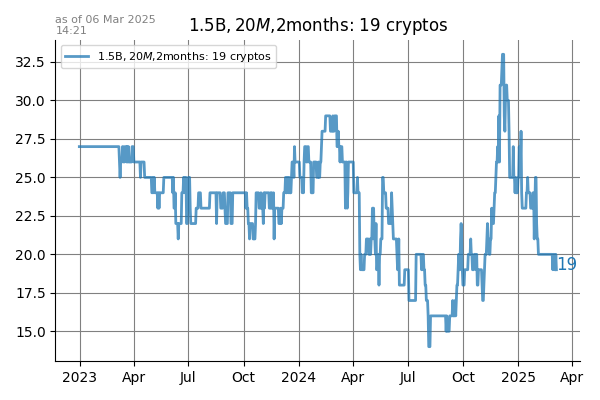 as of 06 Mar 2025
14:21
1.5B, 20M,2months: 19 cryptos
1.5B, 20M,2months: 19 cryptos
32.5
30.0
27.5
25.0
22.5
20.0
17.5
15.0
19
2023 Apr Jul Oct 2024 Apr Jul Oct 2025 Apr